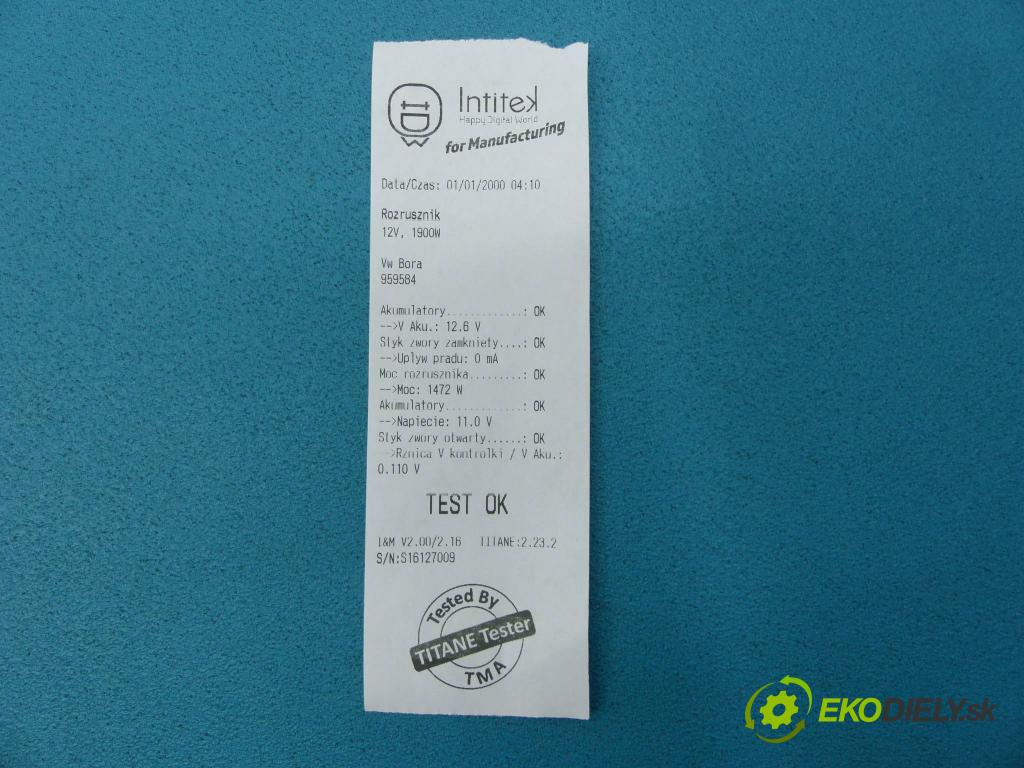 Intitek
Happy Digital World
for Manufacturing
Data/Czas: 01/01/2000 04:10
Rozrusznik
12V, 1900W
Vw Bora
959584
Akumulatory............: OK
-->V Aku.: 12.6 V
Styk zwory zamkniety....: OK
-->Uplyw pradu: 0 mA
Moc rozrusznika.........: OK
-->Moc: 1472 W
Akumulatory............: OK
-->Napiecie: 11.0 V
Styk zwory otwarty......: OK
-->Rznica V kontrolki / V Aku.:
0.110 V
TEST OK
I&M V2.00/2.16 TITANE:2.23.2
S/N:S16127009
Tested By
TITANE Tester
TMA
EKODIELY.sk